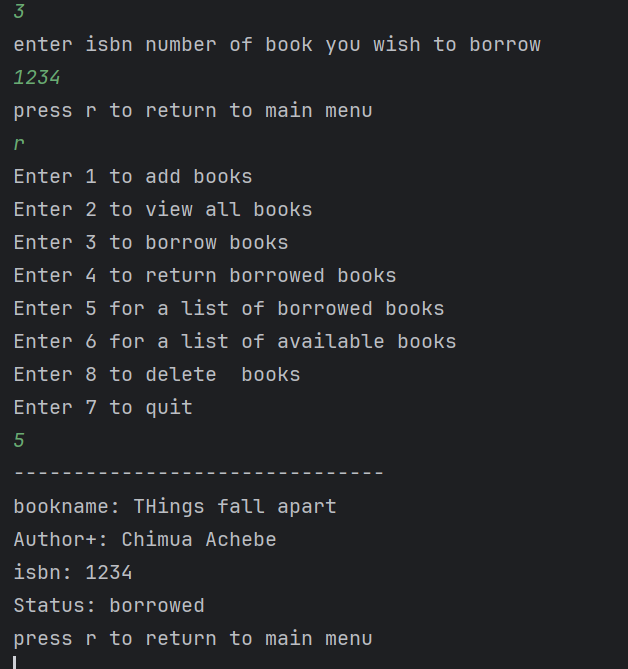 3
enter isbn number of book you wish to borrow
1234
press r to return to main menu
r
Enter 1 to add books
Enter 2 to view all books
Enter 3 to borrow books
Enter 4 to return borrowed books
Enter 5 for a list of borrowed books
Enter 6 for a list of available books
Enter 8 to delete  books
Enter 7 to quit
5
-------------------------------
bookname: THings fall apart
Author+: Chimua Achebe
isbn: 1234
Status: borrowed
press r to return to main menu